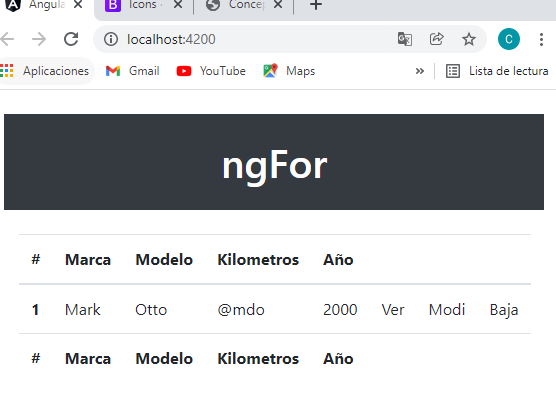 Angula
Icons
Concep
localhost:4200
C
Aplicaciones Gmail YouTube Maps » Lista de lectura
ngFor
# Marca Modelo Kilometros Año
1 Mark Otto @mdo 2000 Ver Modi Baja
# Marca Modelo Kilometros Año